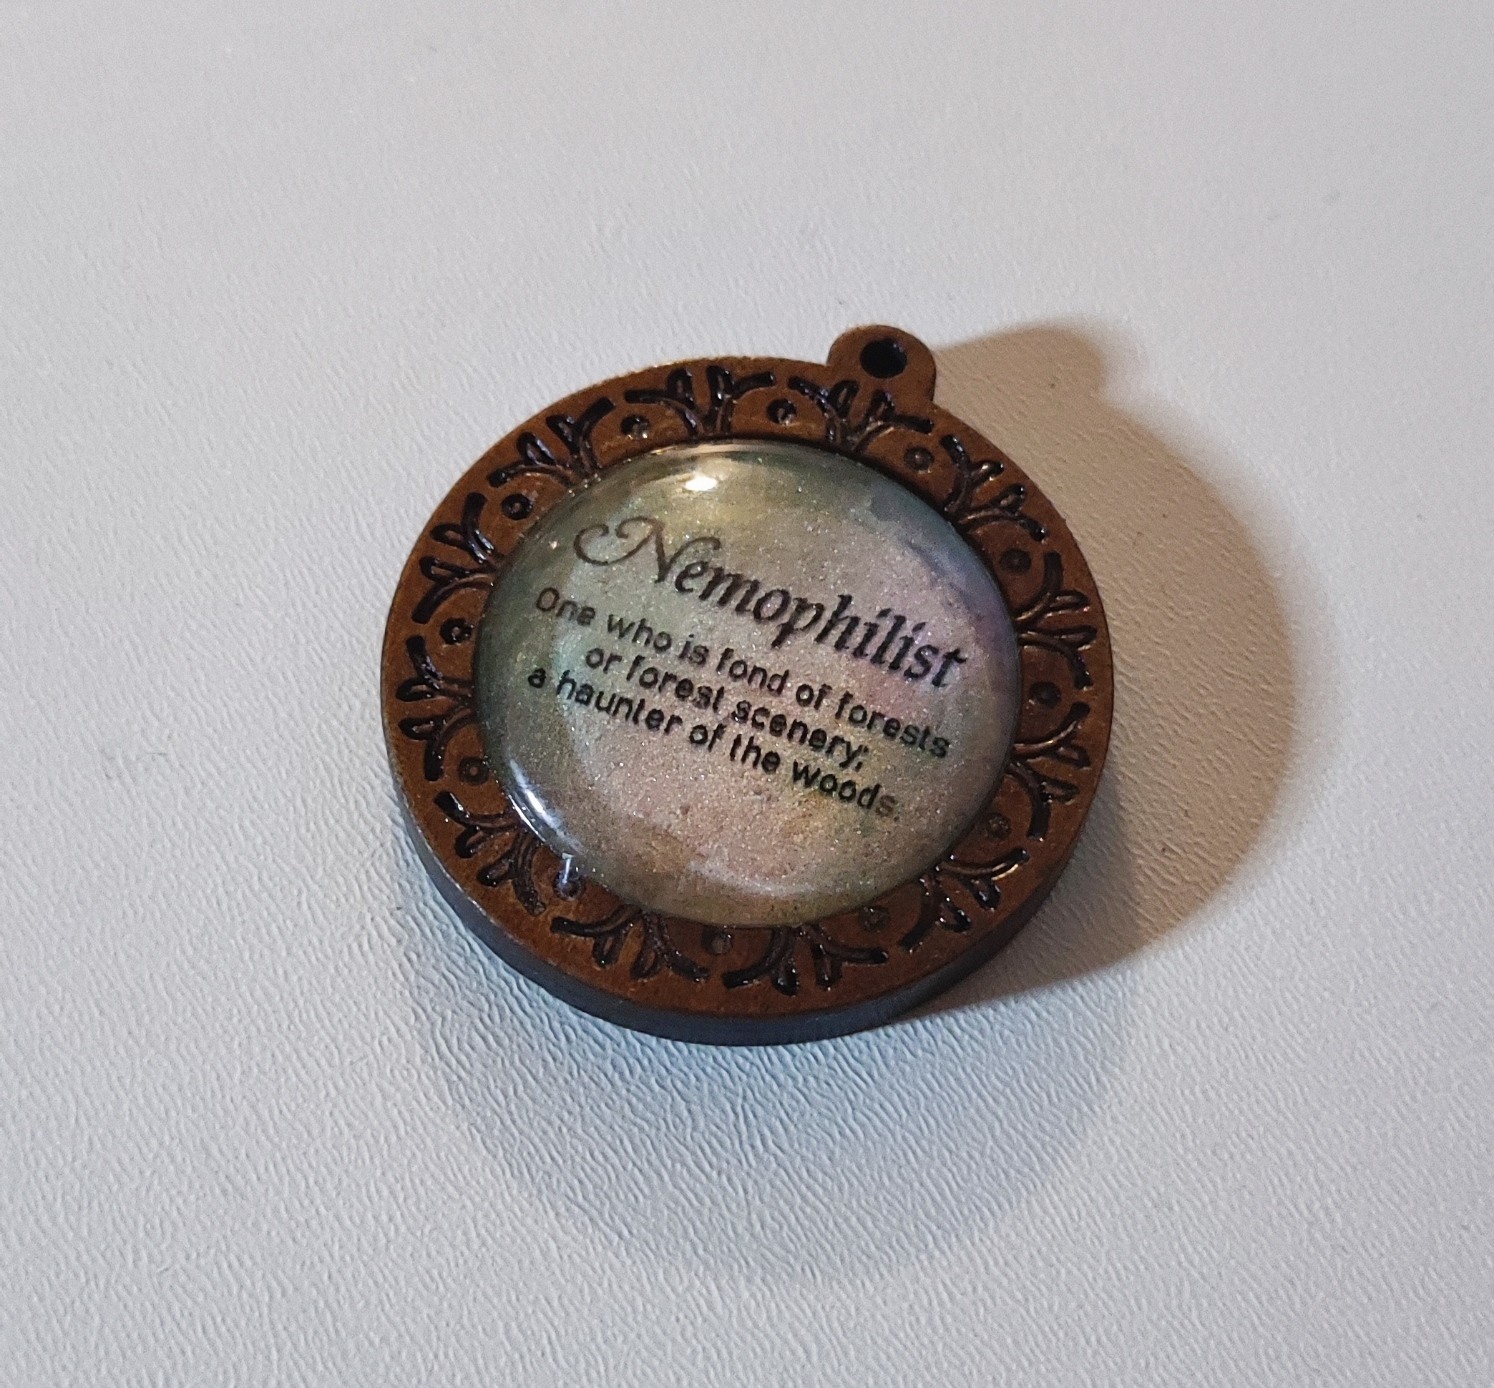 Nemophilist
One who is fond of forests
or forest scenery;
a haunter of the woods.